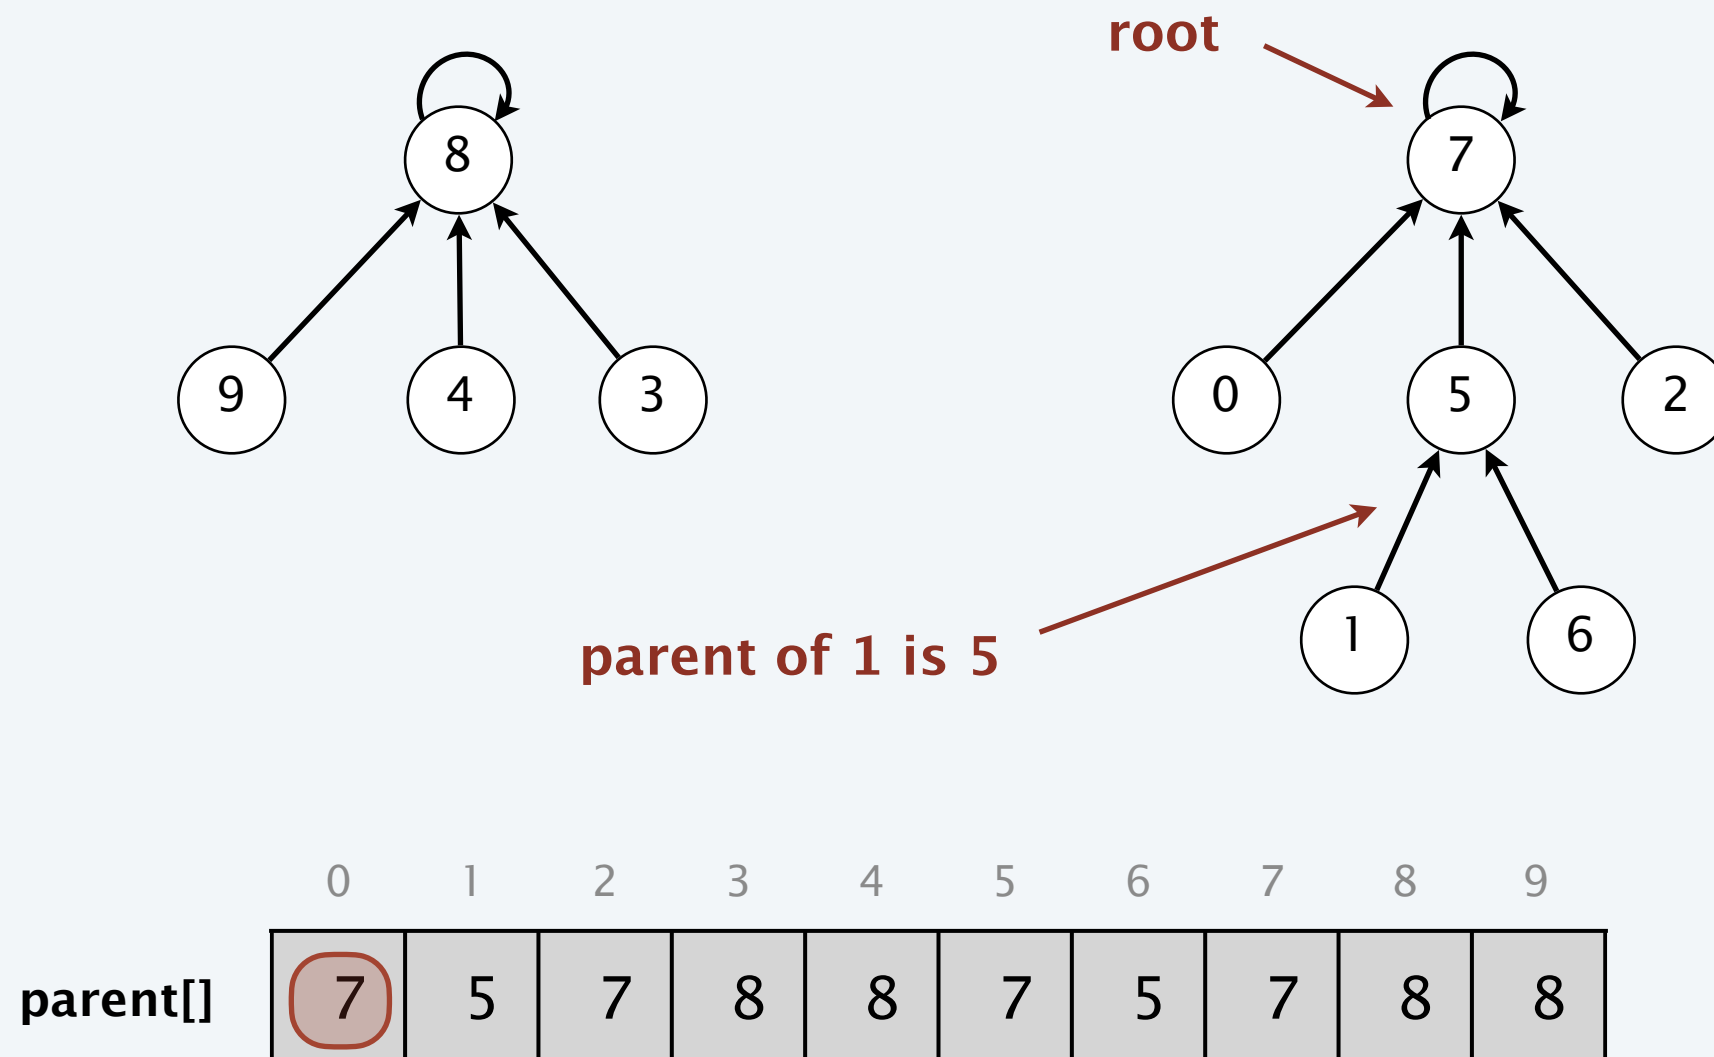 root
8 7
9 4 3 0 5 2
parent of 1 is 5
1 6
0 1 2 3 4 5 6 7 8 9
parent[] 7 5 7 8 8 7 5 7 8 8